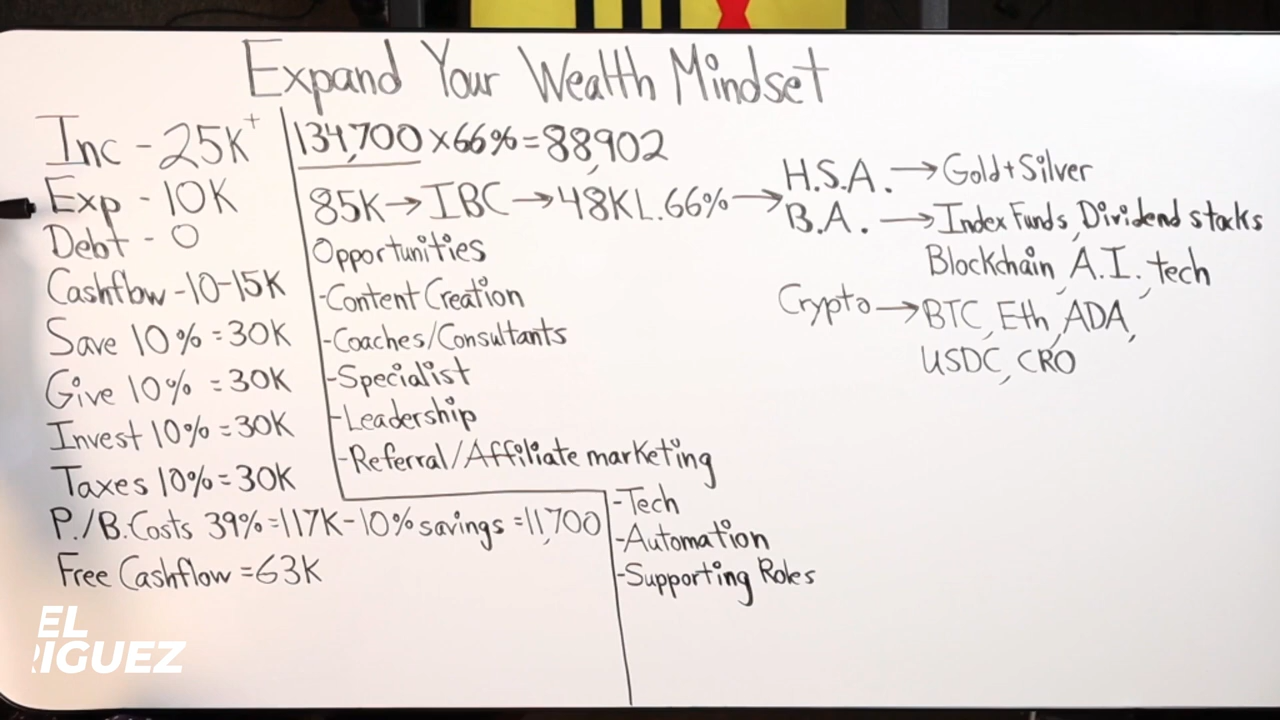 Expand Your Wealth Mindset
Inc - 25K+
Exp - 10K
Debt - 0
Cashflow - 10-15K
Save 10% = 30K
Give 10% = 30K
Invest 10% = 30K
Taxes 10% = 30K
P./B. Costs 39% = 117K - 10% savings = 11,700
Free Cashflow = 63K
134,700 x 66% = 88,902
85K → IBC → 48K L. 66% →
Opportunities
- Content Creation
- Coaches/Consultants
- Specialist
- Leadership
- Referral/Affiliate marketing
- Tech
- Automation
- Supporting Roles
H.S.A. → Gold + Silver
B.A. → Index Funds, Dividend stocks
Blockchain, A.I., tech
Crypto → BTC, Eth, ADA,
USDC, CRO
EL
RIGUEZ